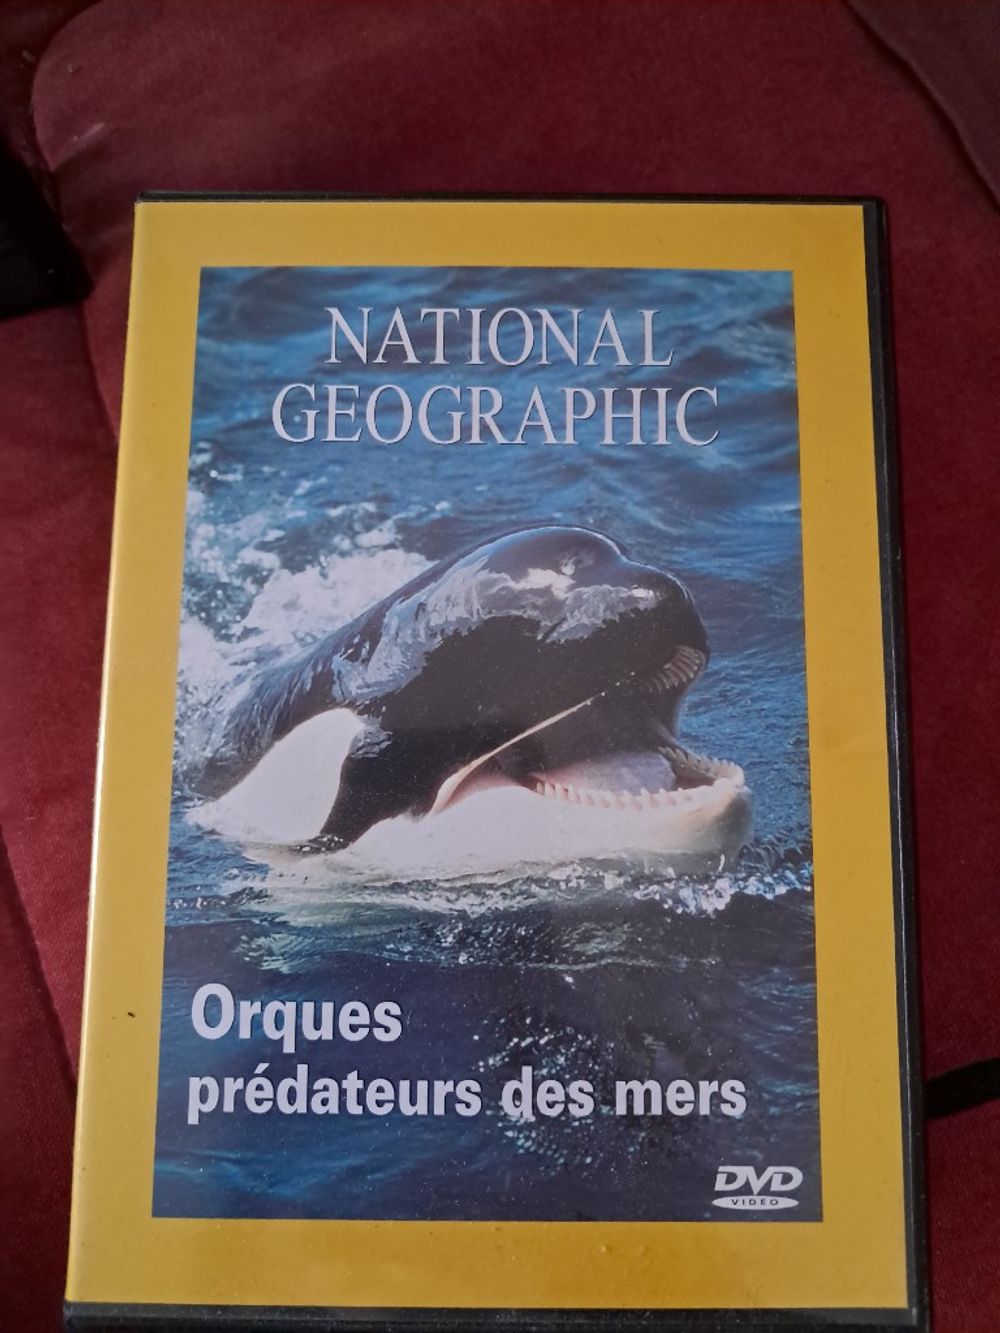 NATIONAL
GEOGRAPHIC
Orques
prédateurs des mers
DVD
VIDEO